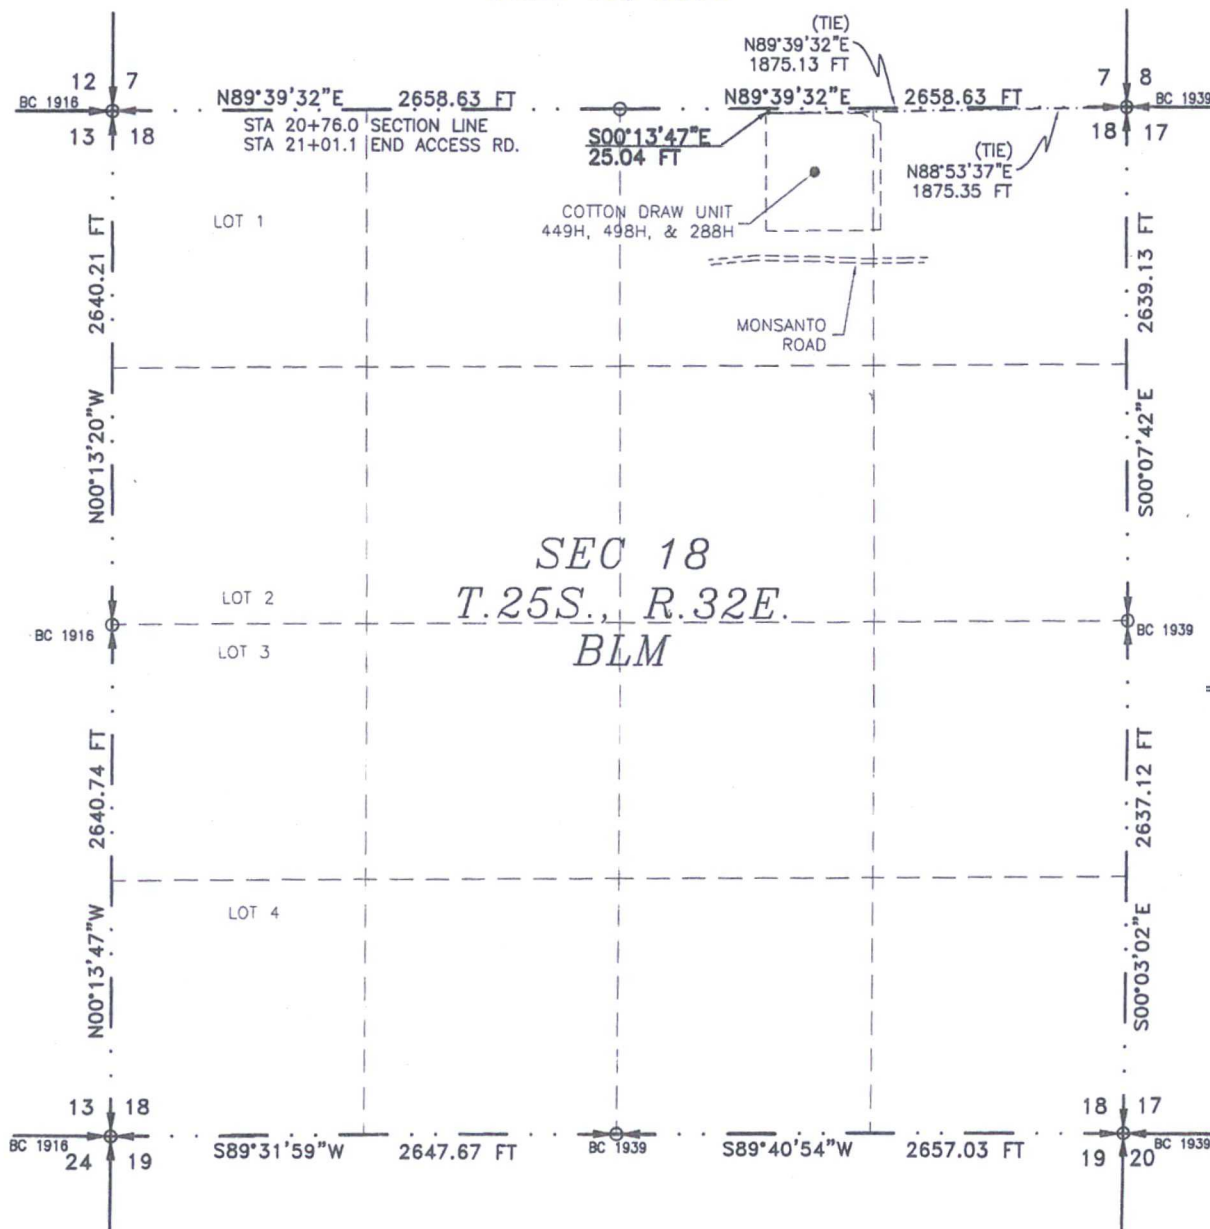 (TIE)
N89°39'32"E
1875.13 FT
12 7
7 8
BC 1916
N89°39'32"E 2658.63 FT
N89°39'32"E 2658.63 FT
BC 1939
13 18
STA 20+76.0 SECTION LINE
STA 21+01.1 END ACCESS RD.
S00°13'47"E
25.04 FT
18 17
(TIE)
N88°53'37"E
1875.35 FT
LOT 1
COTTON DRAW UNIT
449H, 498H, & 288H
2640.21 FT
2639.13 FT
MONSANTO
ROAD
N00°13'20"W
S00°07'42"E
SEC 18
T.25S., R.32E.
BLM
LOT 2
BC 1916
LOT 3
BC 1939
2640.74 FT
2637.12 FT
LOT 4
N00°13'47"W
S00°03'02"E
13 18
18 17
BC 1916
S89°31'59"W 2647.67 FT
BC 1939
S89°40'54"W 2657.03 FT
BC 1939
24 19
19 20